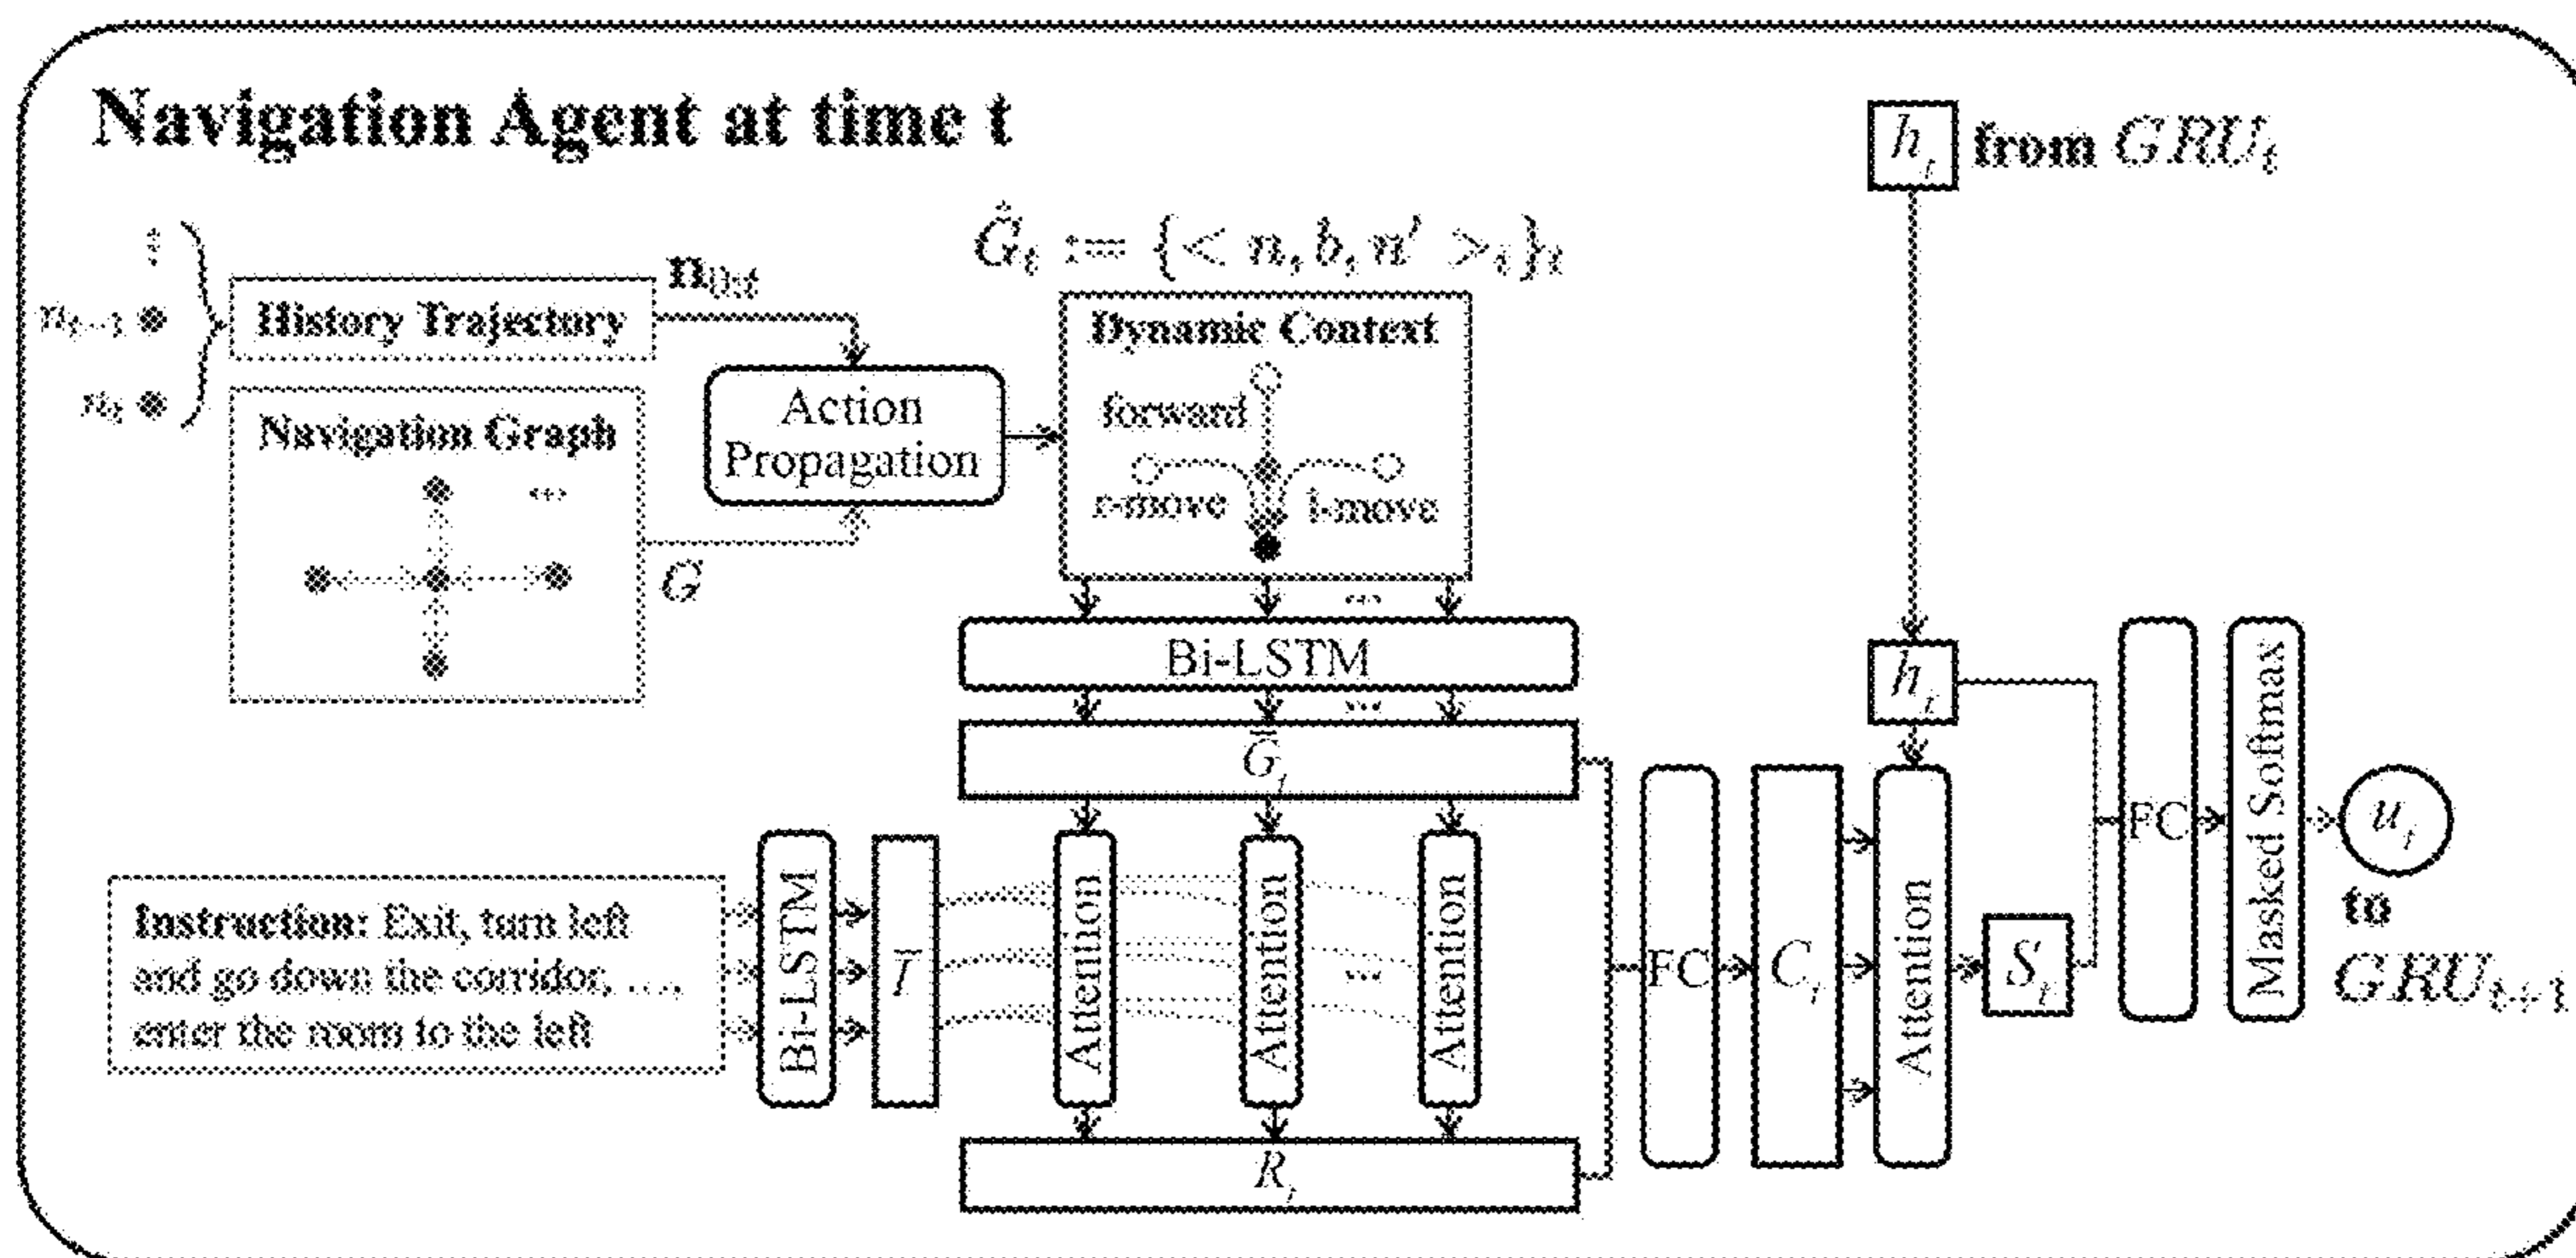 Navigation Agent at time t
h_t from GRU_t
n_{t-1}
n_t
History Trajectory
n_{0:t}
Navigation Graph
...
G
Action
Propagation
Ĝ_t := {< n, b, n' >_i}_t
Dynamic Context
forward
r-move
l-move
...
Bi-LSTM
...
G̅_t
h_t
Instruction: Exit, turn left
and go down the corridor, ...,
enter the room to the left
Bi-LSTM
I̅
Attention
Attention
...
Attention
R_t
FC
C_t
Attention
S_t
FC
Masked Softmax
u_t
to
GRU_{t+1}